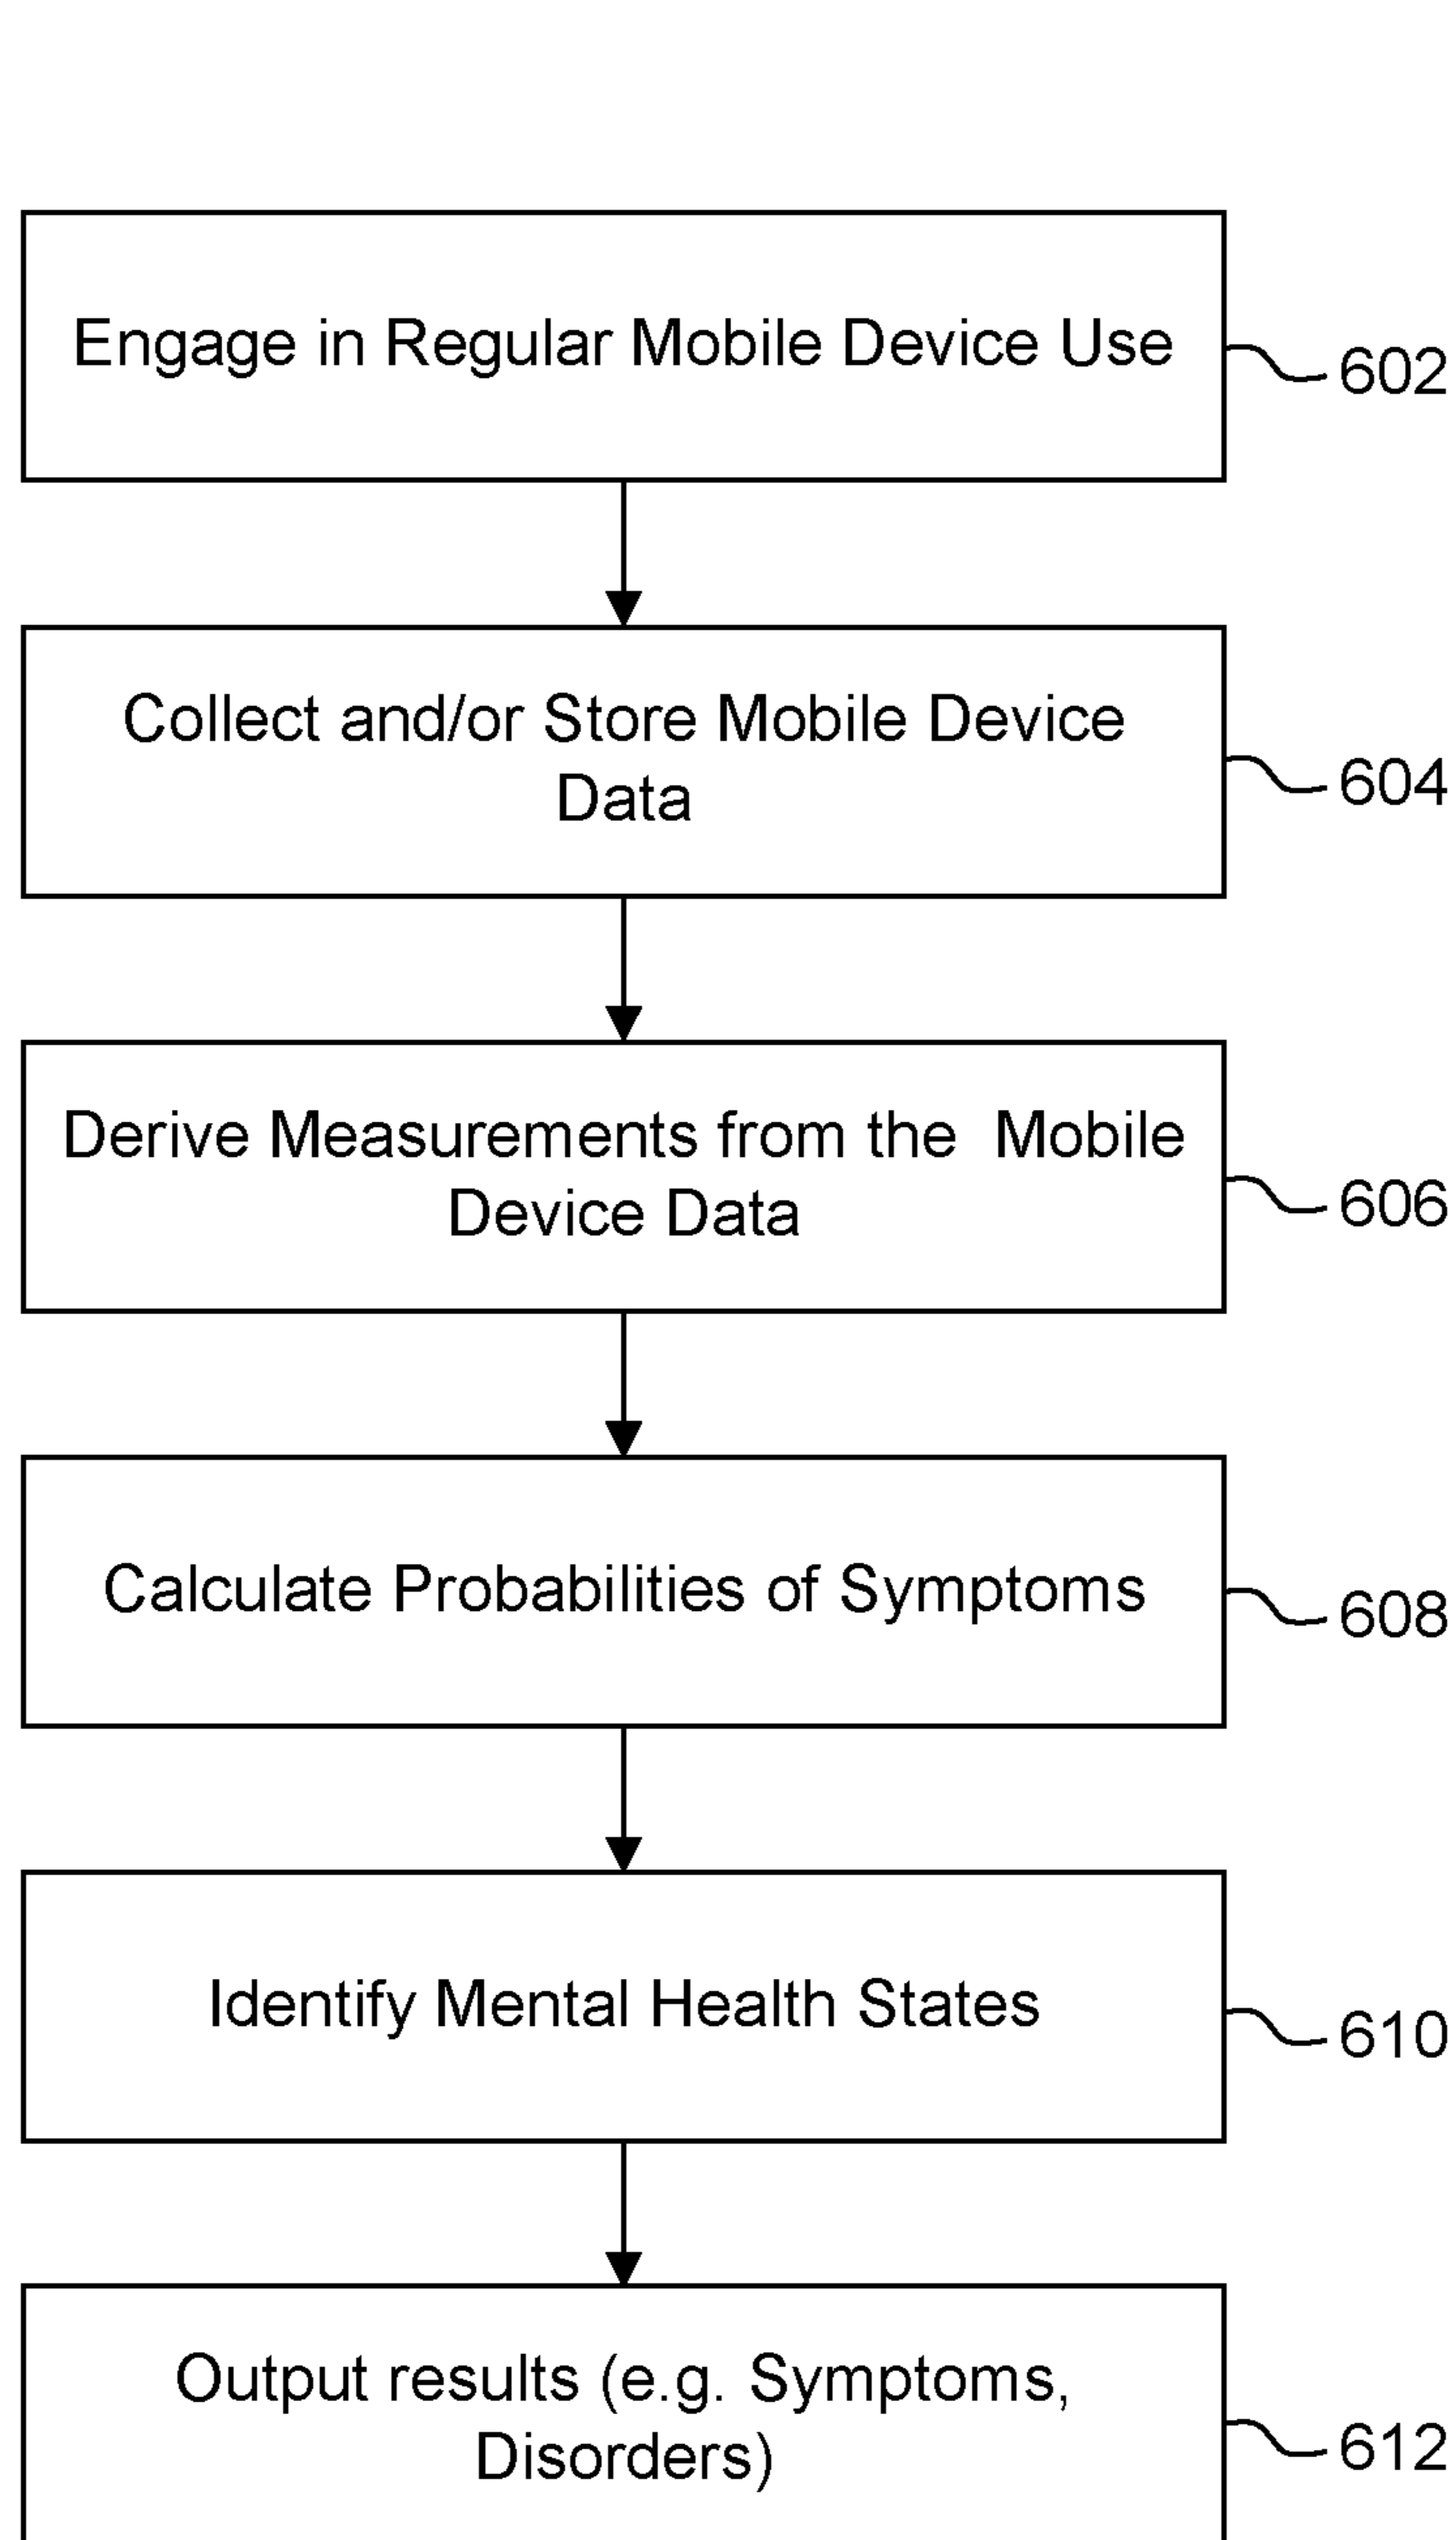 Engage in Regular Mobile Device Use
602
Collect and/or Store Mobile Device
Data
604
Derive Measurements from the Mobile
Device Data
606
Calculate Probabilities of Symptoms
608
Identify Mental Health States
610
Output results (e.g. Symptoms,
Disorders)
612